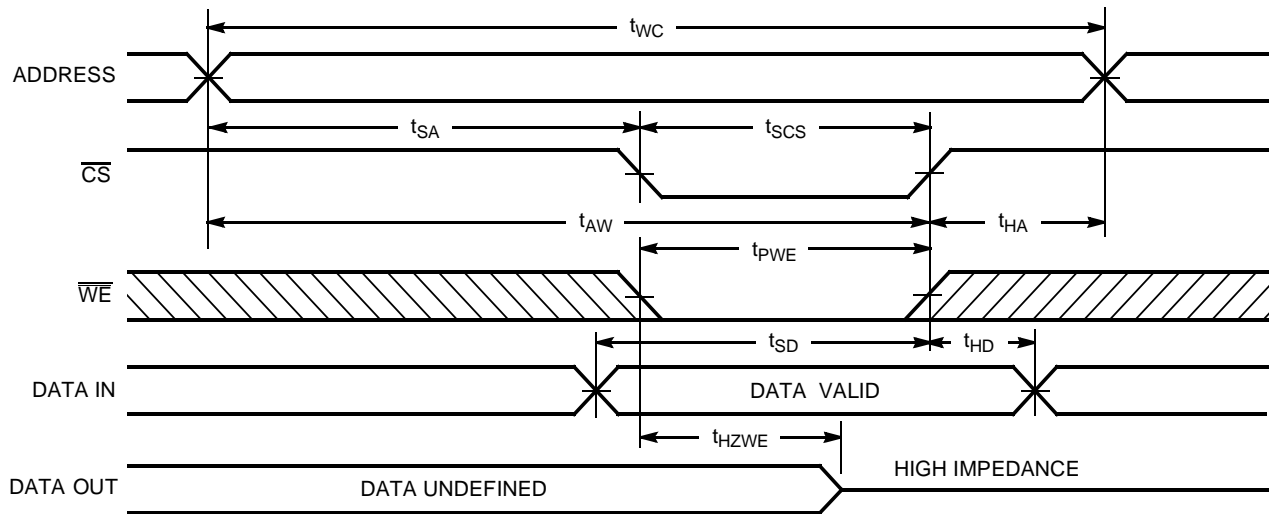 tWC
ADDRESS
tSA
tSCS
CS
tAW
tHA
tPWE
WE
tSD
tHD
DATA IN
DATA VALID
tHZWE
HIGH IMPEDANCE
DATA OUT
DATA UNDEFINED